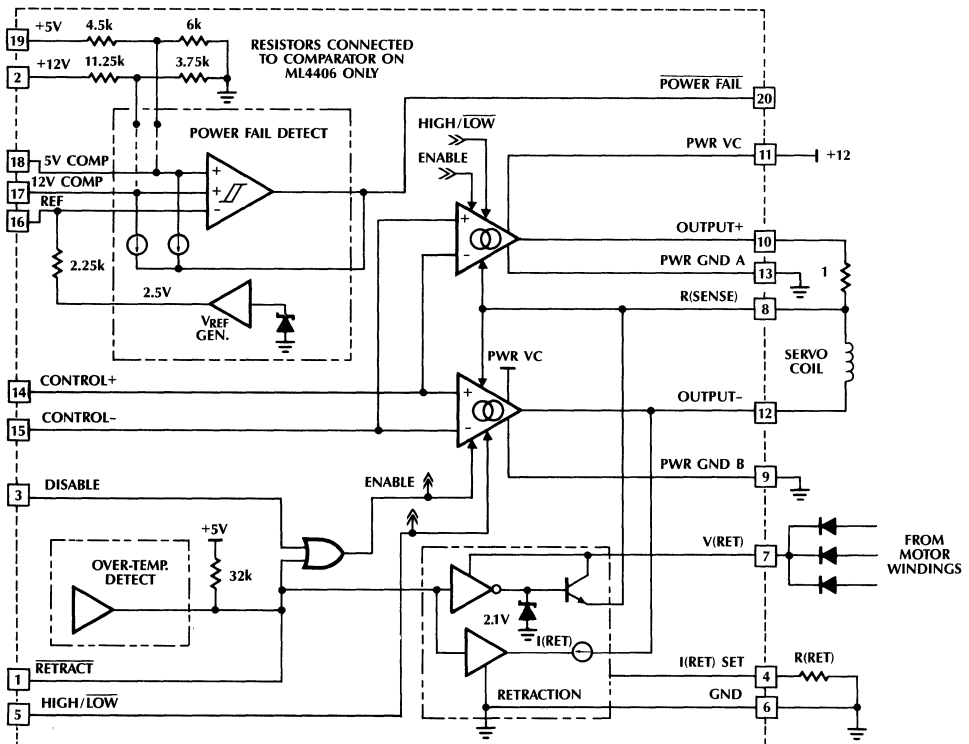 19 +5V 4.5k 6k
2 +12V 11.25k 3.75k
RESISTORS CONNECTED
TO COMPARATOR ON
ML4406 ONLY
POWER FAIL 20
POWER FAIL DETECT
HIGH/LOW
ENABLE
PWR VC 11 +12
18 5V COMP
17 12V COMP
16 REF
+
+
–
+
–
OUTPUT+ 10
PWR GND A 13
1
R(SENSE) 8
2.25k
2.5V
VREF
GEN.
PWR VC
SERVO
COIL
14 CONTROL+
15 CONTROL–
+
–
OUTPUT– 12
PWR GND B 9
3 DISABLE
ENABLE
+5V
32k
OVER-TEMP.
DETECT
V(RET) 7
FROM
MOTOR
WINDINGS
2.1V
I(RET)
1 RETRACT
5 HIGH/LOW
RETRACTION
I(RET) SET 4 R(RET)
GND 6